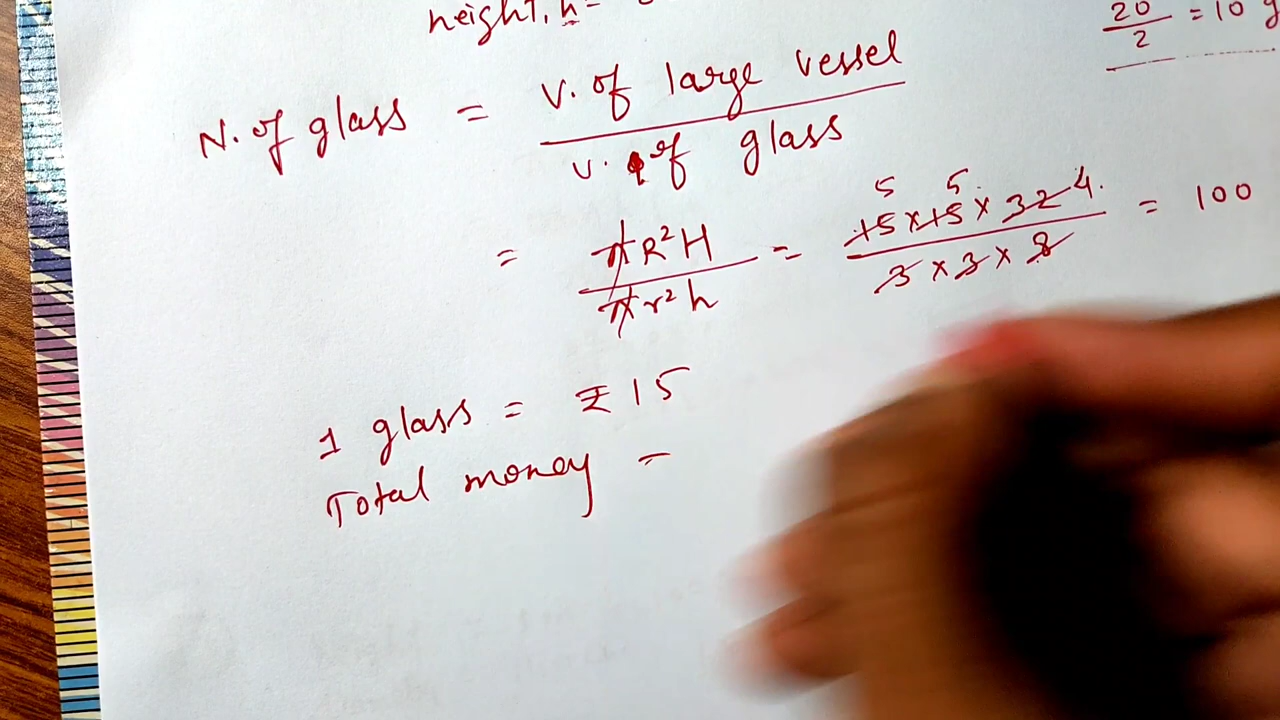 height, h =
20/2 = 10 g
N. of glass = V. of large vessel / V. of glass
= πR²H / πr²h = 15 5 × 15 5 × 32 4 / 3 × 3 × 8 = 100
1 glass = ₹15
Total money =